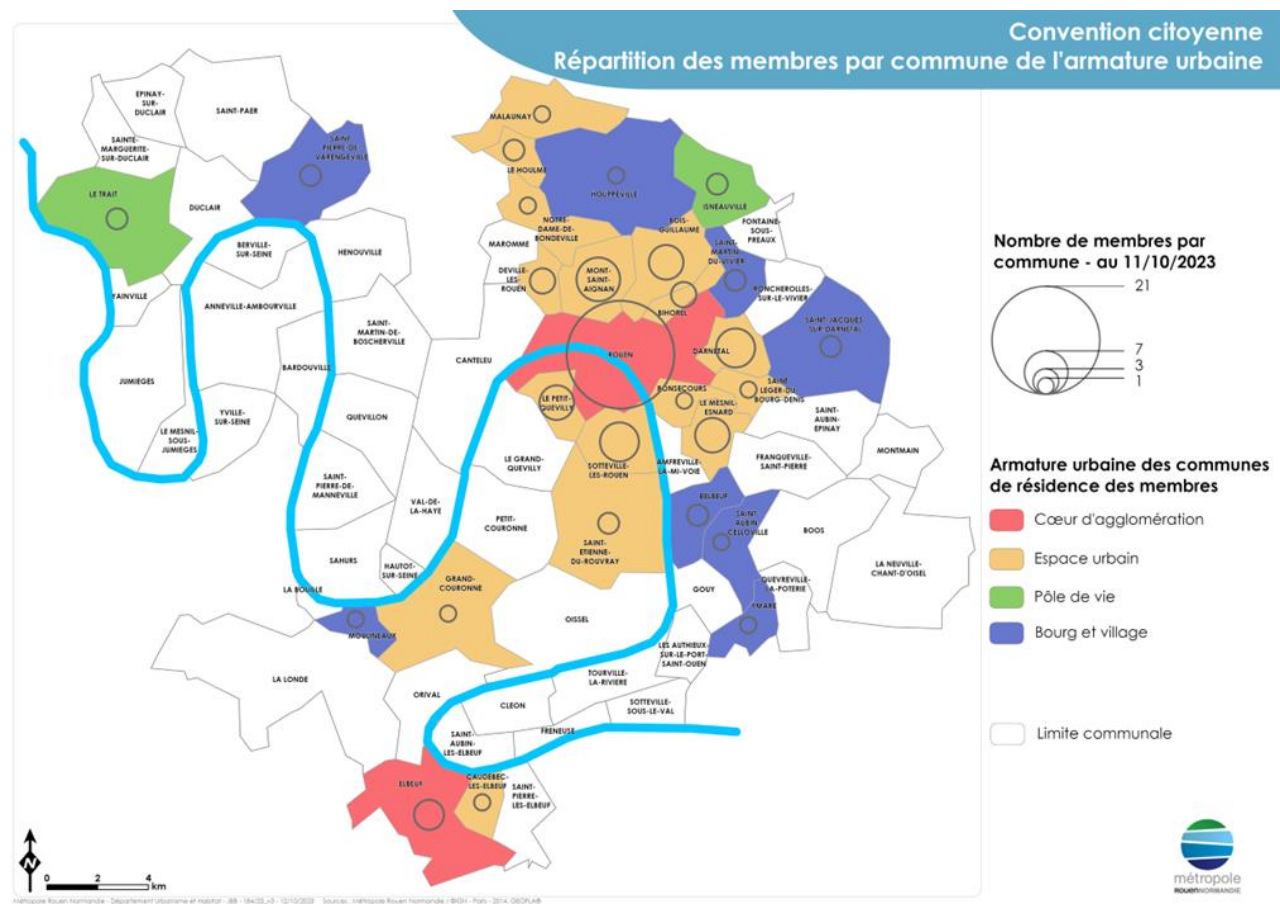 Convention citoyenne
Répartition des membres par commune de l'armature urbaine
EPINAY-
SUR-
DUCLAIR
SAINT-PAER
SAINTE-
MARGUERITE-
SUR-DUCLAIR
SAINT-
PIERRE-DE-
VARENGEVILLE
LE TRAIT
DUCLAIR
BERVILLE-
SUR-SEINE
HENOUVILLE
YAINVILLE
ANNEVILLE-AMBOURVILLE
SAINT-
MARTIN-DE-
BOSCHERVILLE
BARDOUVILLE
JUMIEGES
LE MESNIL-
SOUS-
JUMIEGES
YVILLE-
SUR-SEINE
QUEVILLON
SAINT-
PIERRE-DE-
MANNEVILLE
VAL-DE-
LA-HAYE
SAHURS
HAUTOT-
SUR-SEINE
LA BOUILLE
MOULINEAUX
GRAND-
COURONNE
LA LONDE
MALAUNAY
LE HOULME
HOUPPEVILLE
ISNEAUVILLE
NOTRE-
DAME-DE-
BONDEVILLE
BOIS-
GUILLAUME
FONTAINE-
SOUS-
PREAUX
MAROMME
SAINT-
MARTIN-
DU-VIVIER
DEVILLE-
LES-
ROUEN
MONT-
SAINT-
AIGNAN
RONCHEROLLES-
SUR-LE-VIVIER
BIHOREL
SAINT-JACQUES-
SUR-DARNETAL
CANTELEU
ROUEN
DARNETAL
LE PETIT-
QUEVILLY
BONSECOURS
SAINT-
LEGER-DU-
BOURG-DENIS
LE MESNIL-
ESNARD
SAINT-
AUBIN-
EPINAY
LE GRAND-
QUEVILLY
SOTTEVILLE-
LES-ROUEN
AMFREVILLE-
LA-MI-VOIE
FRANQUEVILLE-
SAINT-PIERRE
MONTMAIN
PETIT-
COURONNE
SAINT-
ETIENNE-
DU-ROUVRAY
BELBEUF
SAINT-
AUBIN-
CELLOVILLE
BOOS
LA NEUVILLE-
CHANT-D'OISEL
GOUY
QUEVREVILLE-
LA-POTERIE
YMARE
OISSEL
LES AUTHIEUX-
SUR-LE-PORT-
SAINT-OUEN
TOURVILLE-
LA-RIVIERE
ORIVAL
CLEON
SOTTEVILLE-
SOUS-LE-VAL
FRENEUSE
SAINT-
AUBIN-
LES-ELBEUF
ELBEUF
CAUDEBEC-
LES-ELBEUF
SAINT-
PIERRE-
LES-ELBEUF
Nombre de membres par
commune - au 11/10/2023
21
7
3
1
Armature urbaine des communes
de résidence des membres
Cœur d'agglomération
Espace urbain
Pôle de vie
Bourg et village
Limite communale
N
0 2 4
km
métropole
ROUENNORMANDIE